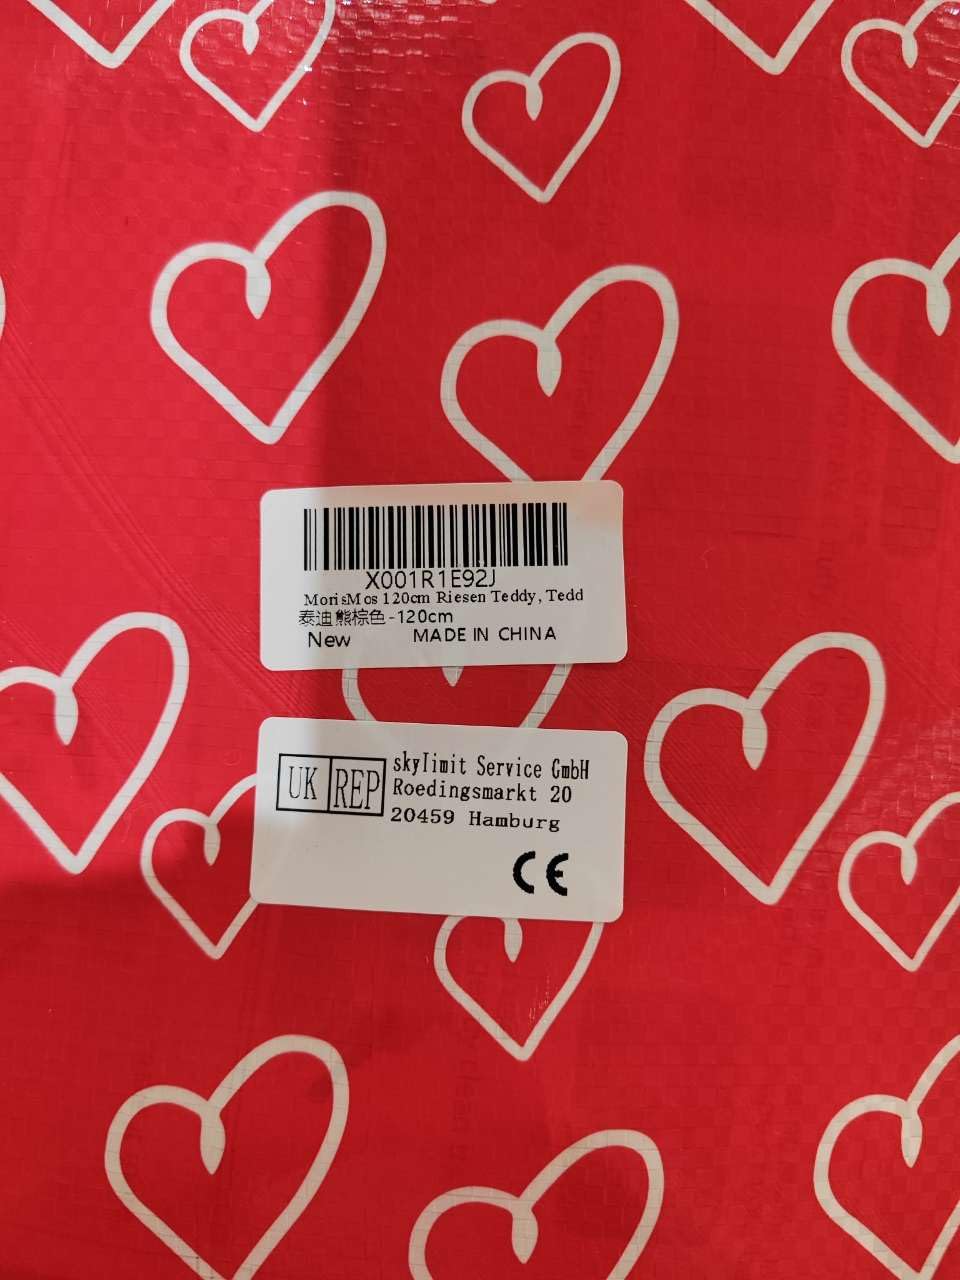 X001R1E92J
MorisMos 120cm Riesen Teddy, Tedd
泰迪熊棕色-120cm
New MADE IN CHINA
UK REP
skylimit Service GmbH
Roedingsmarkt 20
20459 Hamburg
CE